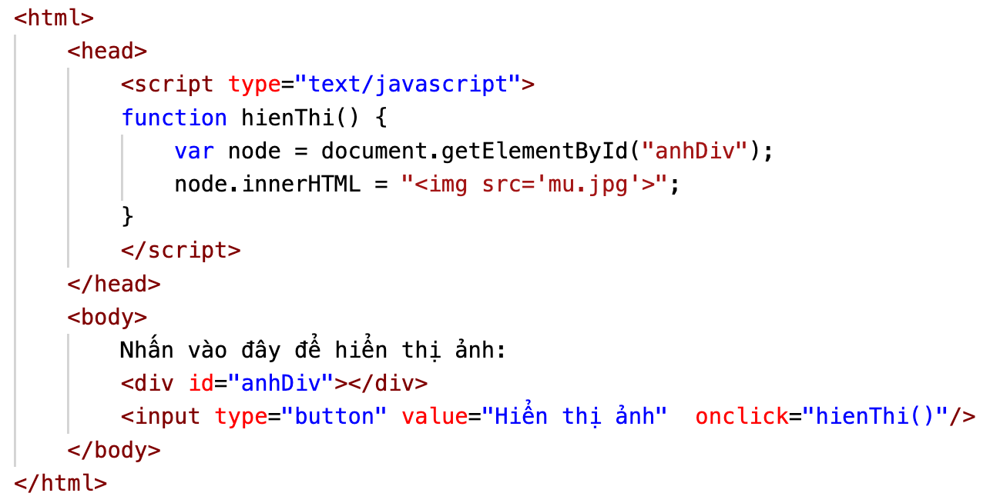 <html>
<head>
<script type="text/javascript">
function hienThi() {
var node = document.getElementById("anhDiv");
node.innerHTML = "<img src='mu.jpg'>";
}
</script>
</head>
<body>
Nhấn vào đây để hiển thị ảnh:
<div id="anhDiv"></div>
<input type="button" value="Hiển thị ảnh"  onclick="hienThi()"/>
</body>
</html>